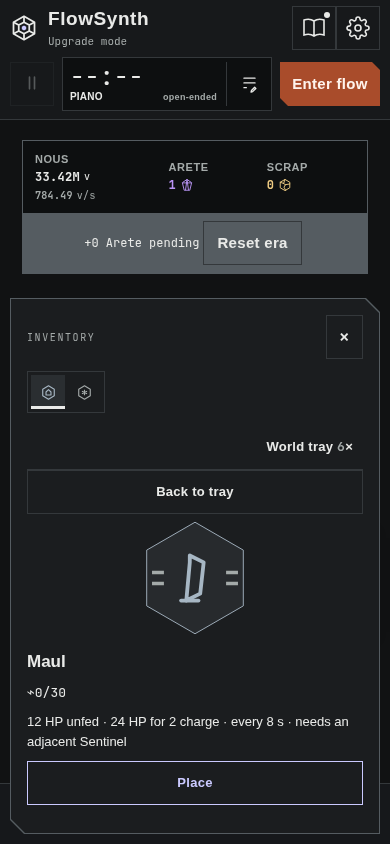 FlowSynth
Upgrade mode
--:--
PIANO
open-ended
Enter flow
NOUS
33.42M ν
784.49 ν/s
ARETE
1
SCRAP
0
+0 Arete pending
Reset era
INVENTORY
×
World tray 6×
Back to tray
Maul
⌁0/30
12 HP unfed · 24 HP for 2 charge · every 8 s · needs an
adjacent Sentinel
Place